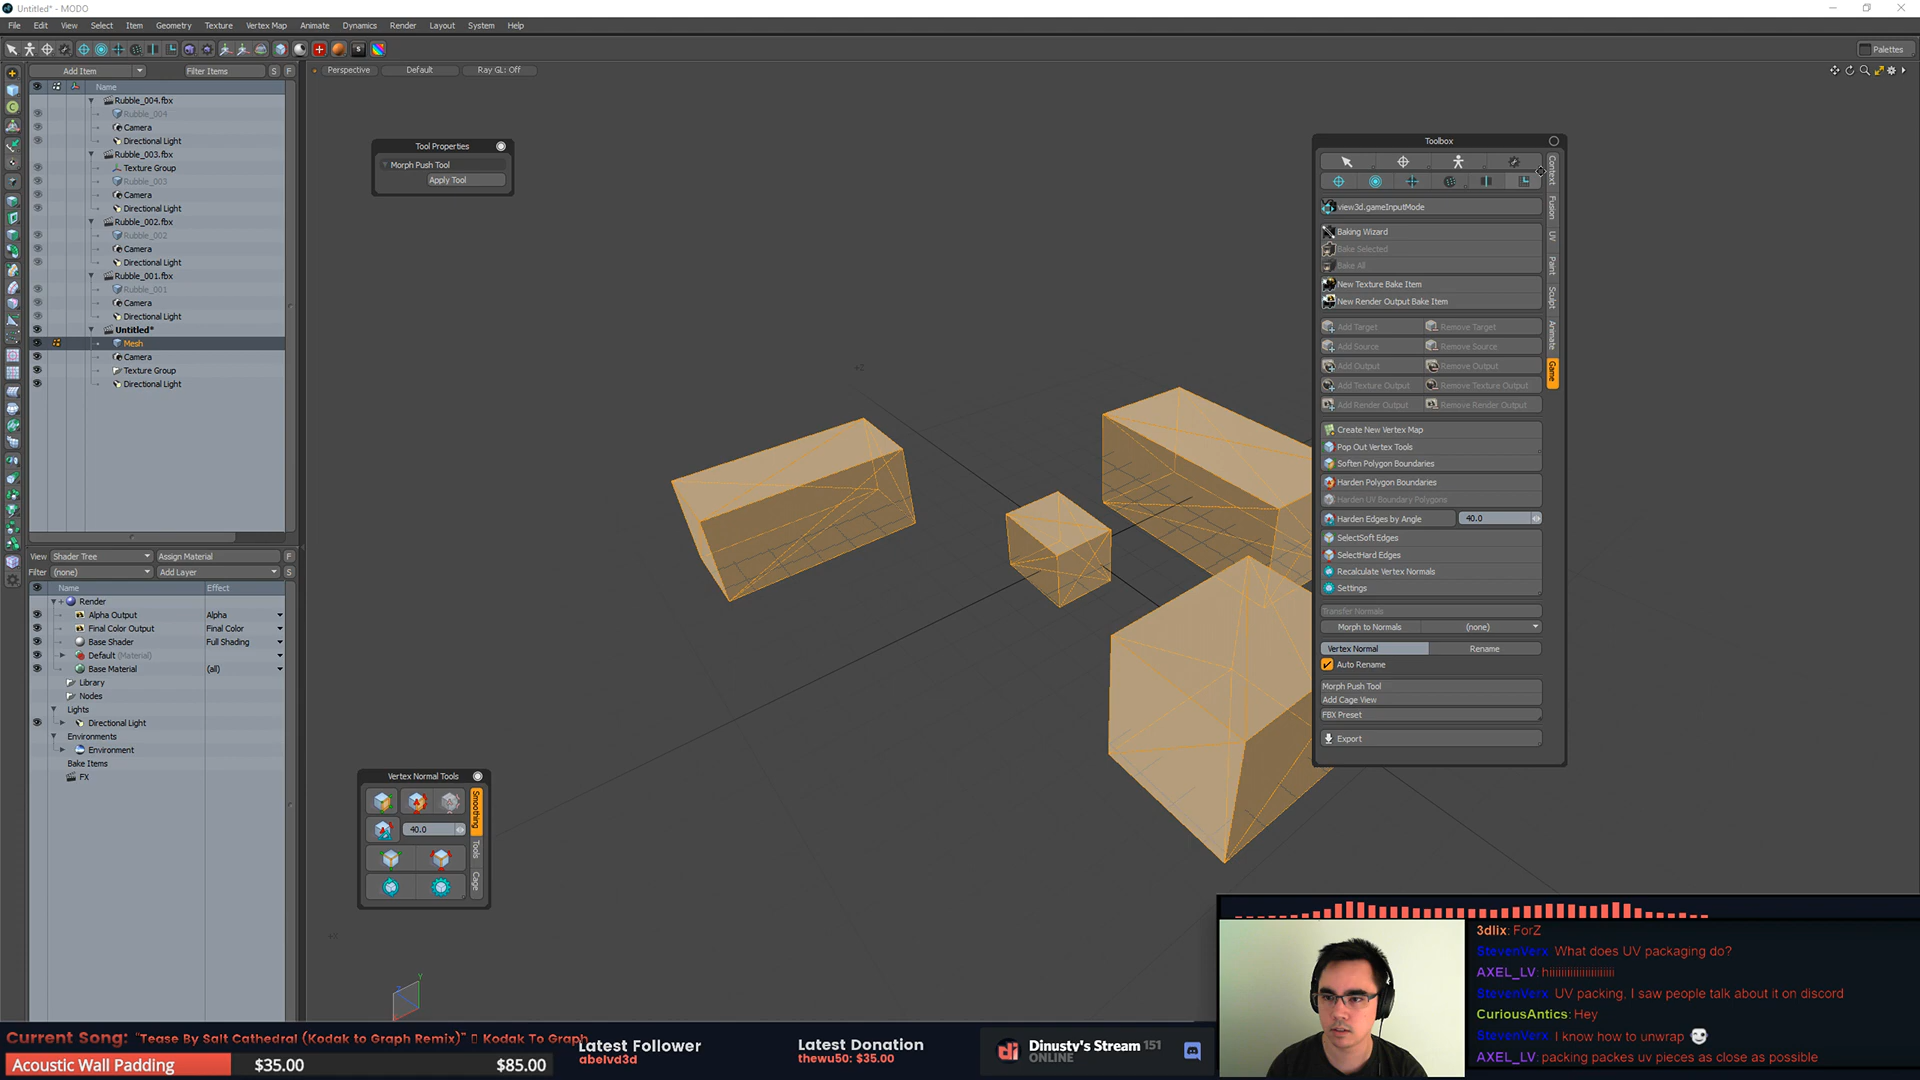 Untitled* - MODO
File Edit View Select Item Geometry Texture Vertex Map Animate Dynamics Render Layout System Help
Palettes
Add Item Filter Items S F
Perspective Default Ray GL: Off
Name
Rubble_004.fbx
Rubble_004
Camera
Directional Light
Rubble_003.fbx
Texture Group
Rubble_003
Camera
Directional Light
Rubble_002.fbx
Rubble_002
Camera
Directional Light
Rubble_001.fbx
Rubble_001
Camera
Directional Light
Untitled*
Mesh
Camera
Texture Group
Directional Light
Tool Properties
Morph Push Tool
Apply Tool
Toolbox
view3d.gameInputMode
Baking Wizard
Bake Selected
Bake All
New Texture Bake Item
New Render Output Bake Item
Add Target Remove Target
Add Source Remove Source
Add Output Remove Output
Add Texture Output Remove Texture Output
Add Render Output Remove Render Output
Create New Vertex Map
Pop Out Vertex Tools
Soften Polygon Boundaries
Harden Polygon Boundaries
Harden UV Boundary Polygons
Harden Edges by Angle 40.0
SelectSoft Edges
SelectHard Edges
Recalculate Vertex Normals
Settings
Transfer Normals
Morph to Normals (none)
Vertex Normal Rename
Auto Rename
Morph Push Tool
Add Cage View
FBX Preset
Export
Context
Fusion
UV
Paint
Sculpt
Animate
Game
View Shader Tree Assign Material F
Filter (none) Add Layer S
Name Effect
Render
Alpha Output Alpha
Final Color Output Final Color
Base Shader Full Shading
Default (Material)
Base Material (all)
Library
Nodes
Lights
Directional Light
Environments
Environment
Bake Items
FX
Vertex Normal Tools
40.0
Smoothing
Tools
Cage
+X
Y
3dlix: ForZ
StevenVerx: What does UV packaging do?
AXEL_LV: hiiiiiiiiiiiiiiiiiiiiii
StevenVerx: UV packing, I saw people talk about it on discord
CuriousAntics: Hey
StevenVerx: I know how to unwrap
AXEL_LV: packing packes uv pieces as close as possible
Current Song: "Tease By Salt Cathedral (Kodak to Graph Remix)" Kodak To Graph
Acoustic Wall Padding $35.00 $85.00
Latest Follower
abelvd3d
Latest Donation
thewu50: $35.00
Dinusty's Stream 151
ONLINE